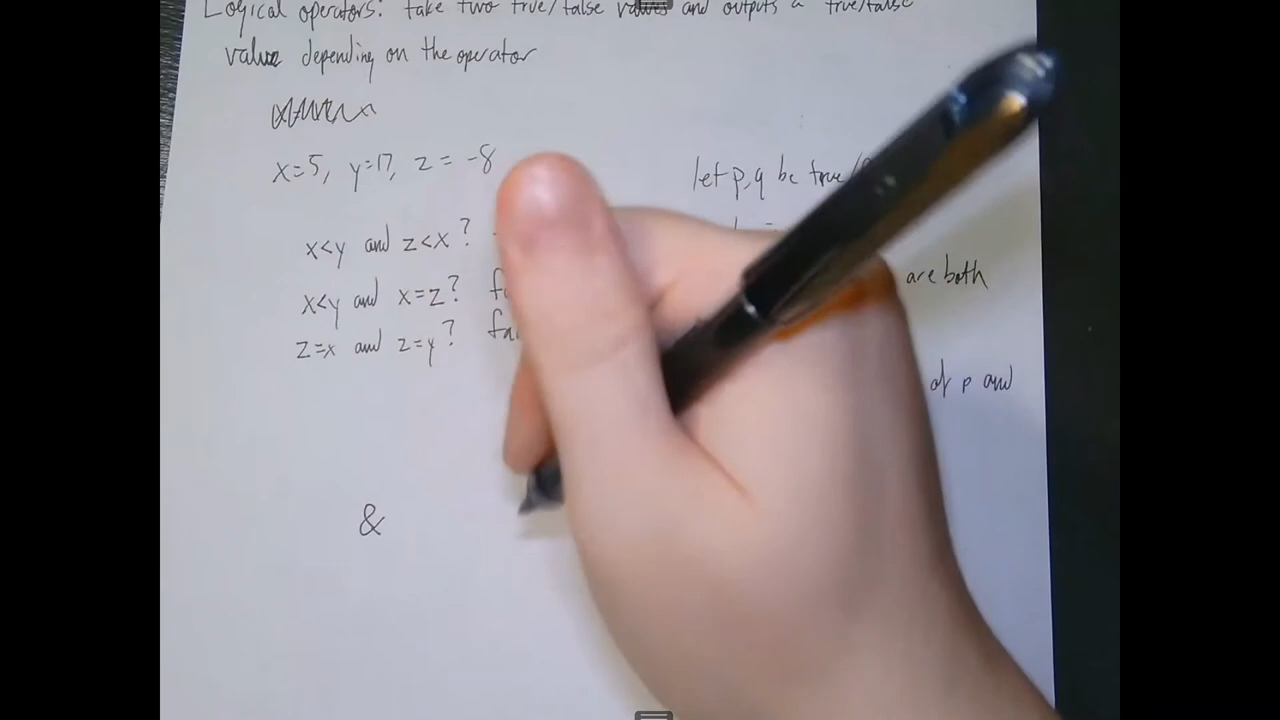 Logical operators: take two true/false values and outputs a true/false
value depending on the operator
x=5, y=17, z = -8
let p, q be true/
x<y and z<x?
x<y and x=z?
are both
z=x and z=y?
of p and
&